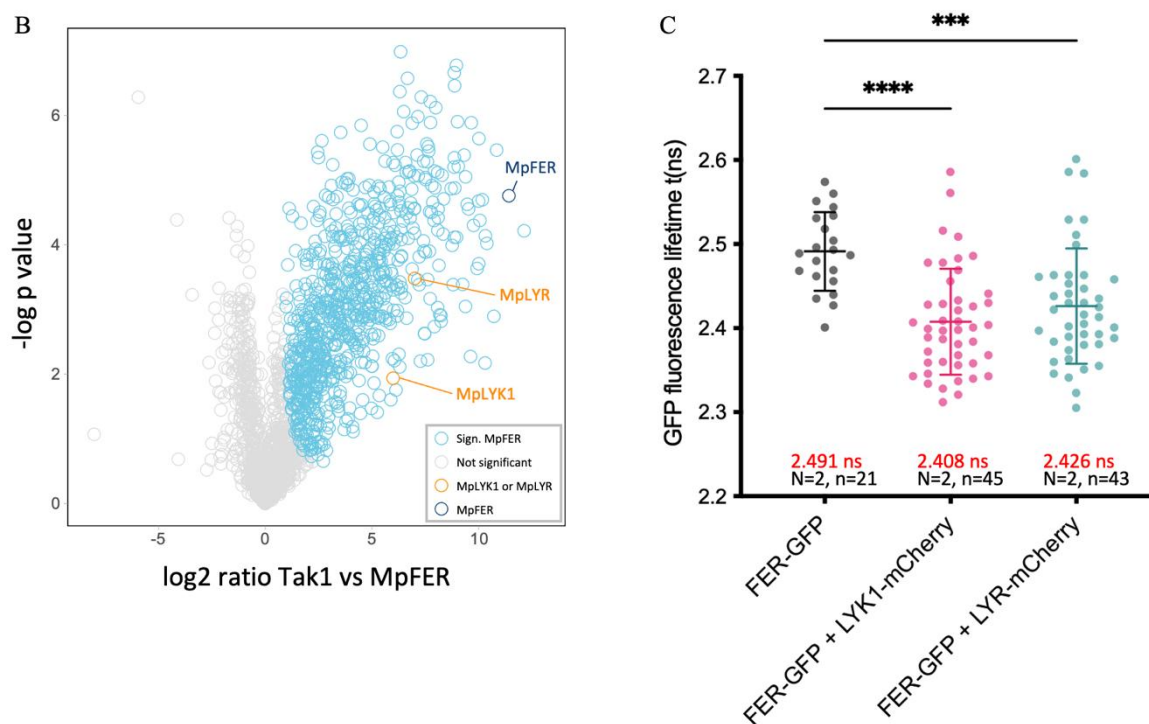 B
-log p value
6
4
2
0
MpFER
MpLYR
MpLYK1
Sign. MpFER
Not significant
MpLYK1 or MpLYR
MpFER
-5
0
5
10
log2 ratio Tak1 vs MpFER
C
***
****
GFP fluorescence lifetime t(ns)
2.7
2.6
2.5
2.4
2.3
2.2
2.491 ns
N=2, n=21
2.408 ns
N=2, n=45
2.426 ns
N=2, n=43
FER-GFP
FER-GFP + LYK1-mCherry
FER-GFP + LYR-mCherry